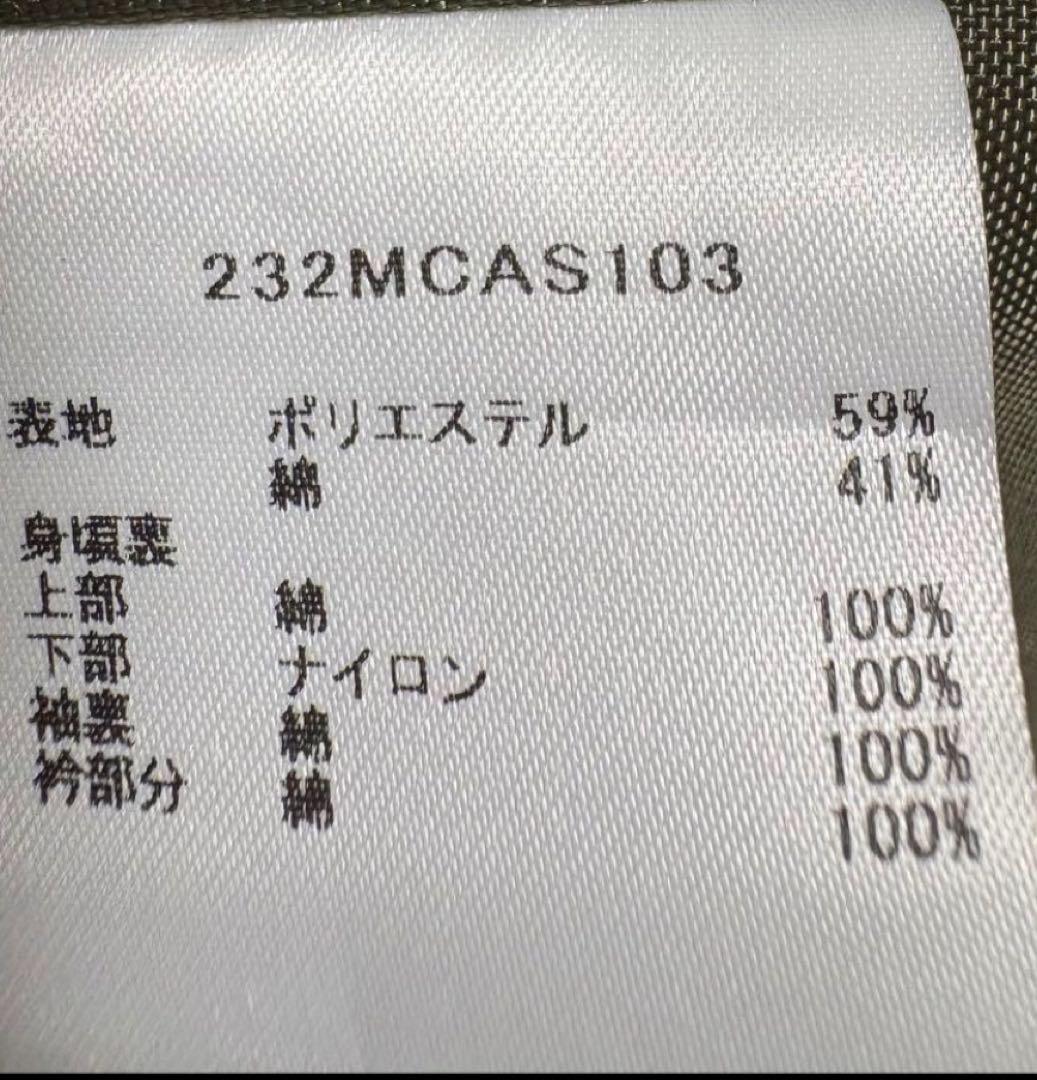 232MCAS103
表地 ポリエステル 59%
綿 41%
身頃裏
上部 綿 100%
下部 ナイロン 100%
袖裏 綿 100%
衿部分 綿 100%